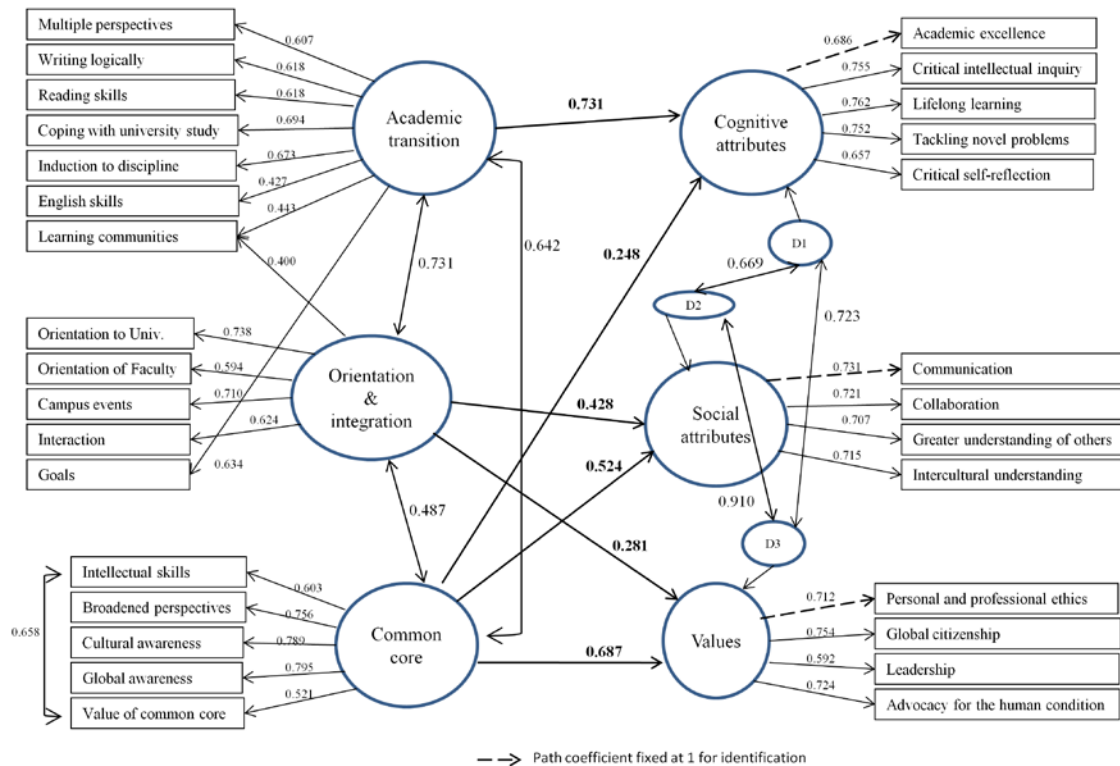 Multiple perspectives
Writing logically
Reading skills
Coping with university study
Induction to discipline
English skills
Learning communities
0.607
0.618
0.618
0.694
0.673
0.427
0.443
0.400
Academic
transition
0.731
0.248
Cognitive
attributes
0.686
0.755
0.762
0.752
0.657
Academic excellence
Critical intellectual inquiry
Lifelong learning
Tackling novel problems
Critical self-reflection
0.731
0.642
D1
0.669
D2
0.723
Orientation to Univ.
Orientation of Faculty
Campus events
Interaction
Goals
0.738
0.594
0.710
0.624
0.634
Orientation
&
integration
0.428
0.524
0.281
Social
attributes
0.731
0.721
0.707
0.715
Communication
Collaboration
Greater understanding of others
Intercultural understanding
0.487
0.910
D3
0.658
Intellectual skills
Broadened perspectives
Cultural awareness
Global awareness
Value of common core
0.603
0.756
0.789
0.795
0.521
Common
core
0.687
Values
0.712
0.754
0.592
0.724
Personal and professional ethics
Global citizenship
Leadership
Advocacy for the human condition
Path coefficient fixed at 1 for identification